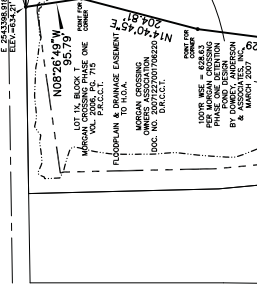 E 2543398.91
ELEV.=634.21
N08°26'49"W
95.79'
POINT FOR
CORNER
N14°40'45"E
204.81'
LOT 1X, BLOCK T
MORGAN CROSSING PHASE ONE
VOL. 2006, PG. 715
P.R.C.C.T.
FLOODPLAIN & DRAINAGE EASEMENT
TO H.O.A.
MORGAN CROSSING
OWNERS ASSOCIATION
DOC. NO. 20071227001708220
D.R.C.C.T.
POINT FOR
CORNER
100YR WSE = 628.63
PER MORGAN CROSSING
PHASE ONE DETENTION
POND DESIGN
BY DOWDEY, ANDERSON
& ASSOCIATES, INC.
MARCH 2007